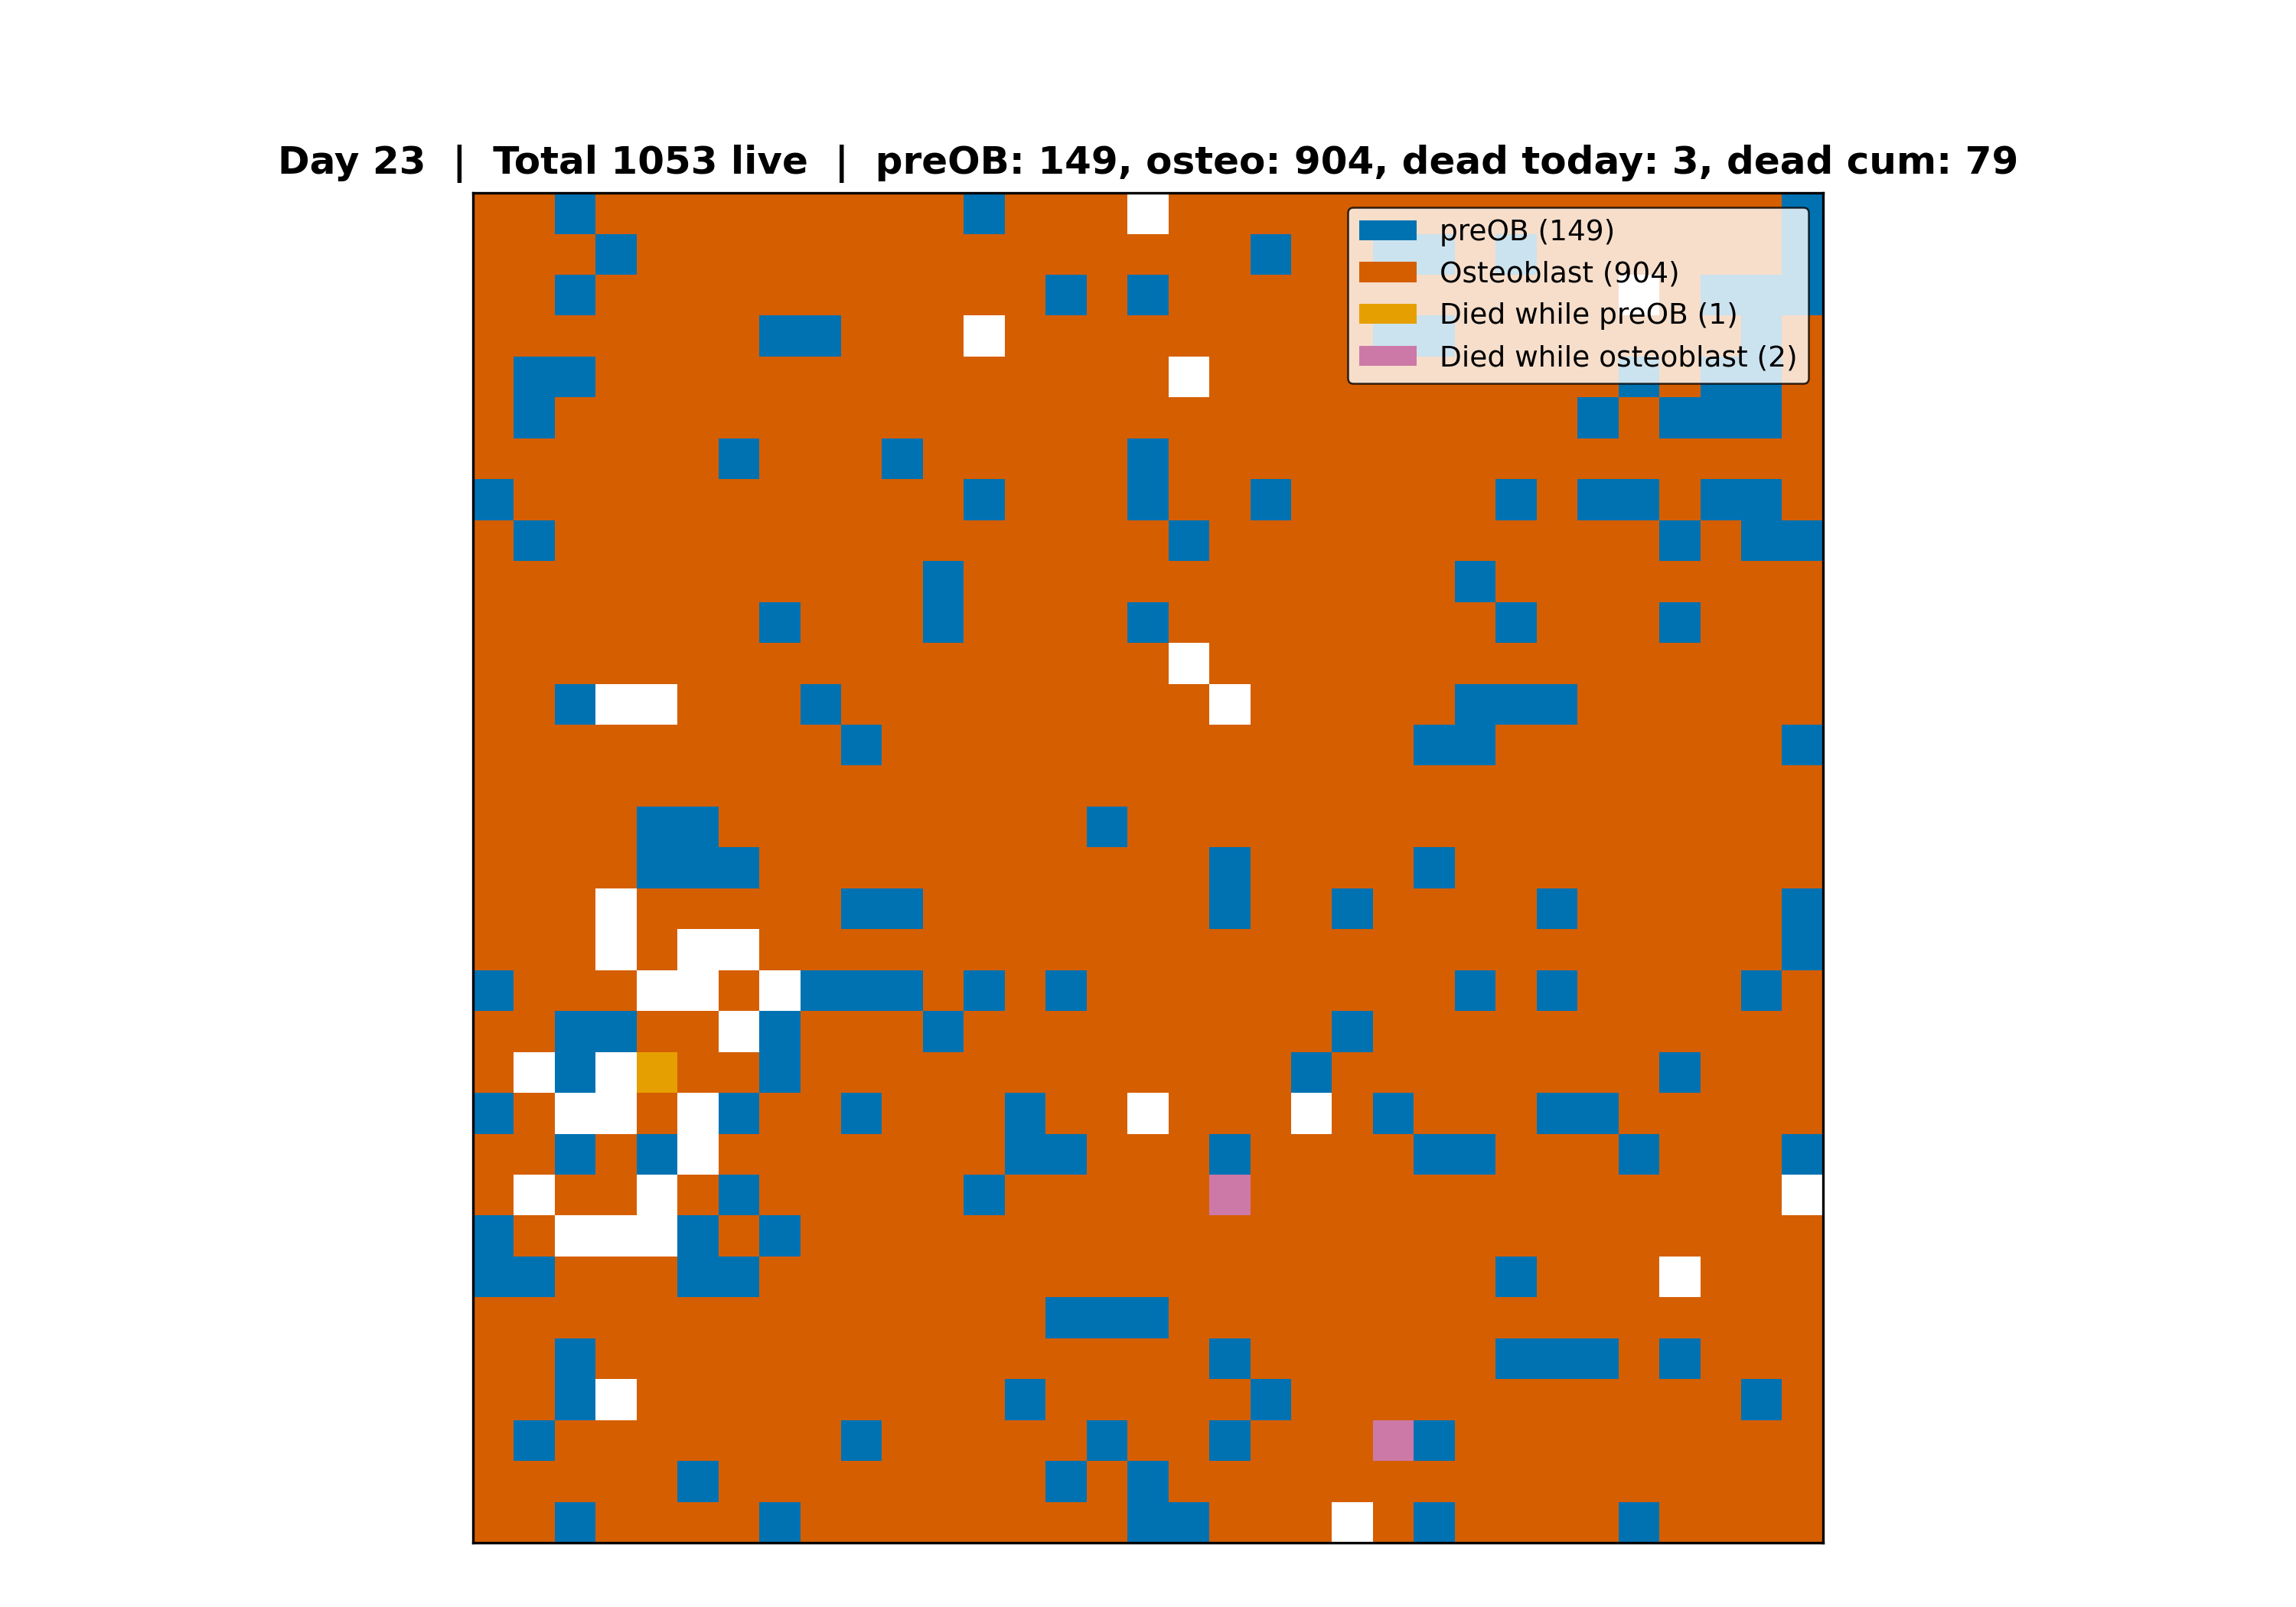 Day 23 | Total 1053 live | preOB: 149, osteo: 904, dead today: 3, dead cum: 79
preOB (149)
Osteoblast (904)
Died while preOB (1)
Died while osteoblast (2)